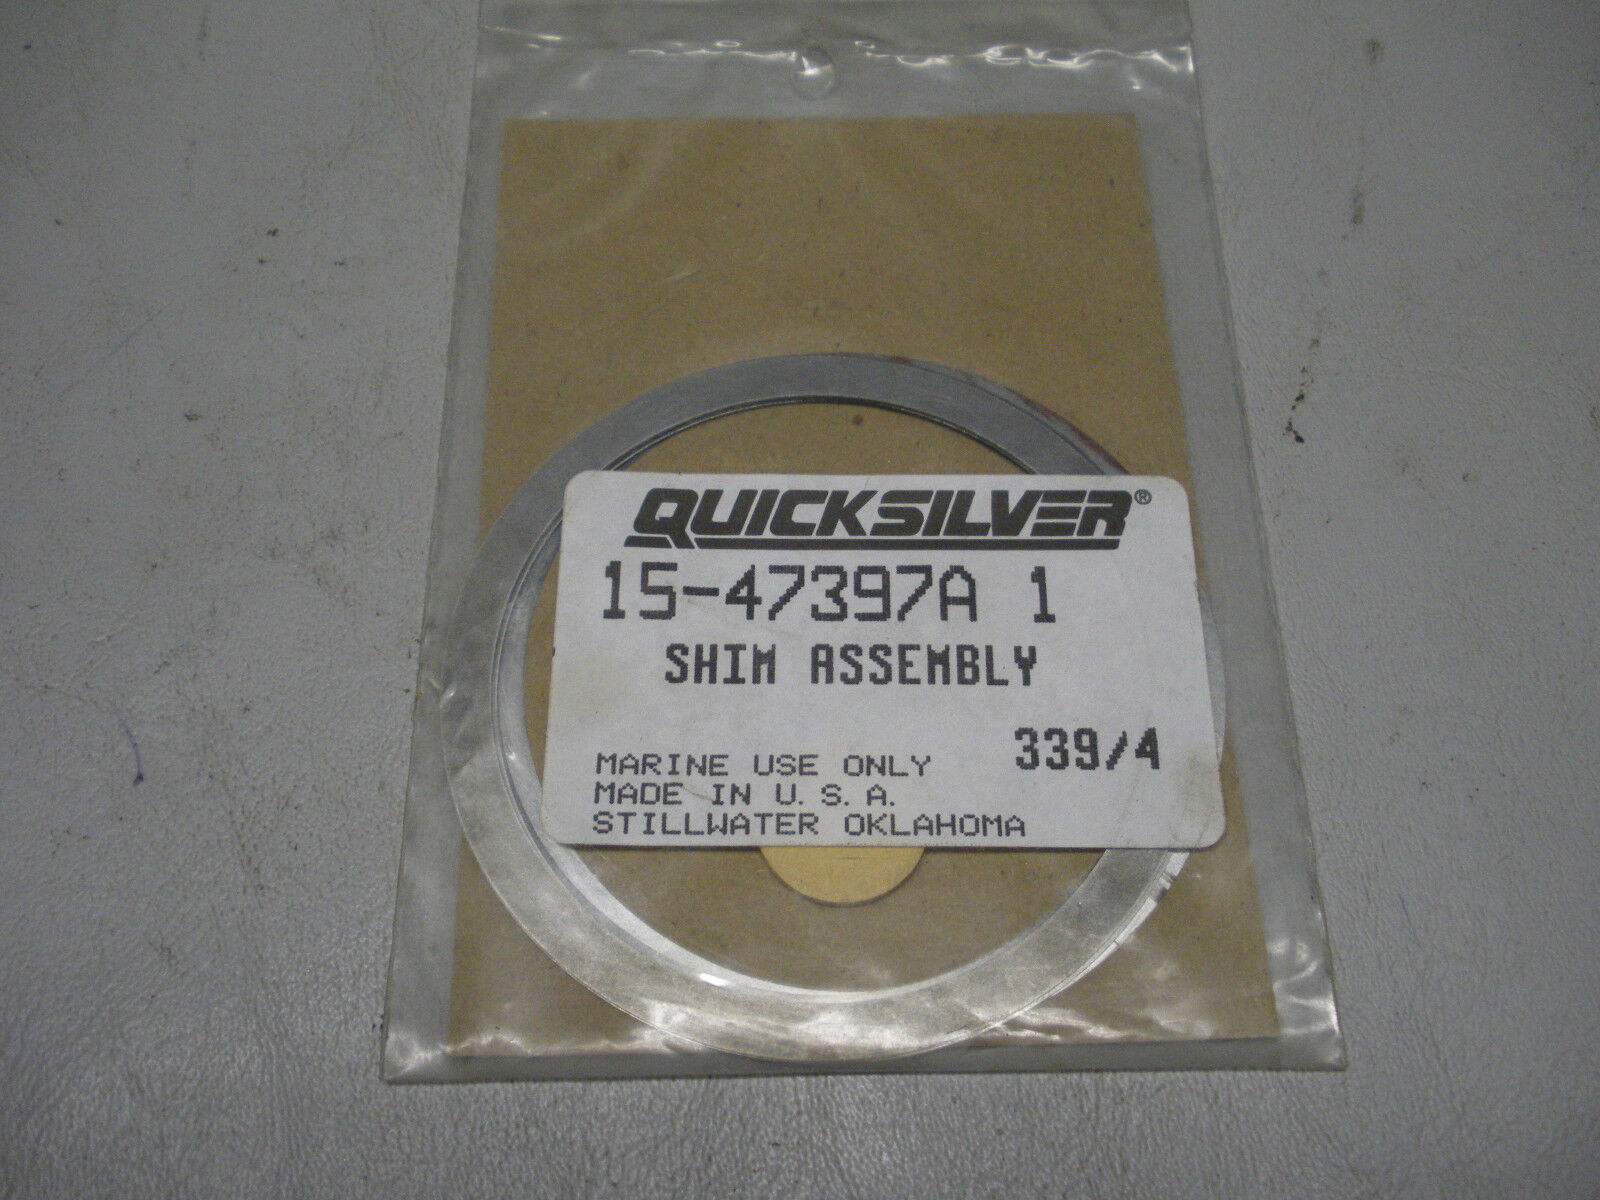 QUICKSILVER®
15-47397A 1
SHIM ASSEMBLY
339/4
MARINE USE ONLY
MADE IN U.S.A.
STILLWATER OKLAHOMA